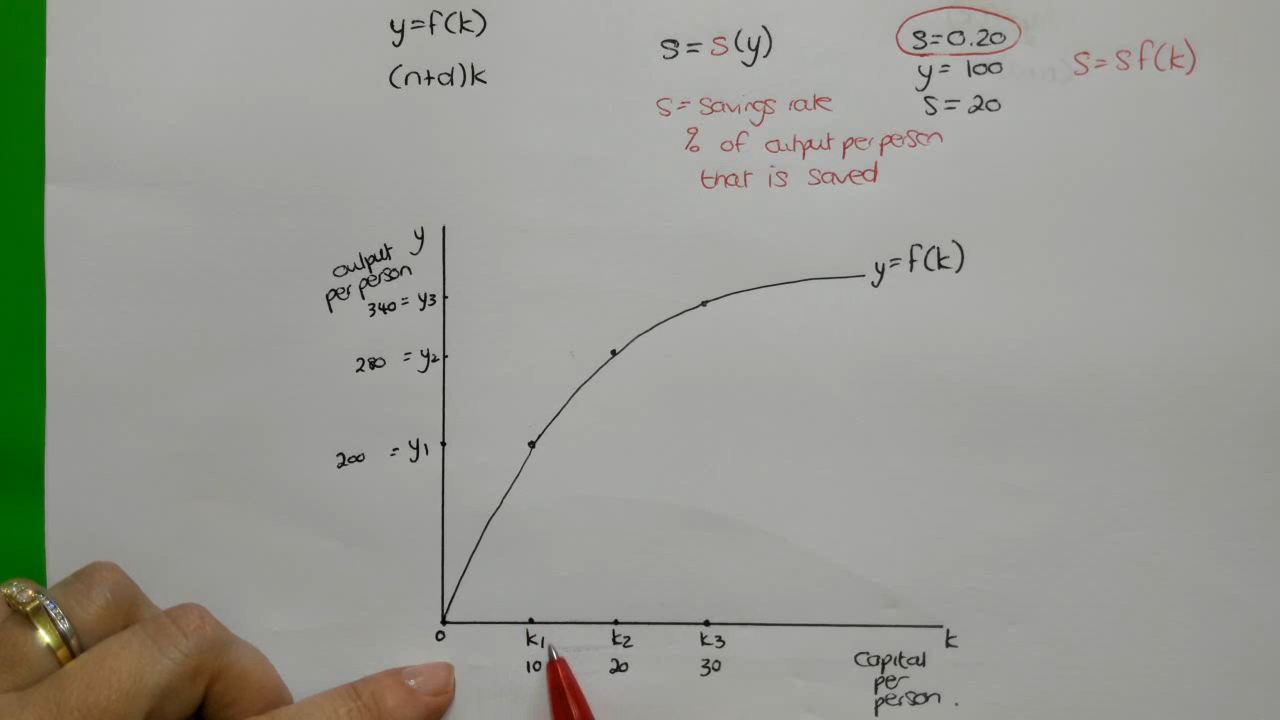 y=f(k)
(n+d)k
S=s(y)
s= savings rate
% of output per person
that is saved
s=0.20
y= 100
S=20
S=sf(k)
y
output
per person
340 = y3
280 = y2
200 = y1
y=f(k)
0
k1
k2
k3
k
10
20
30
Capital
per
person.